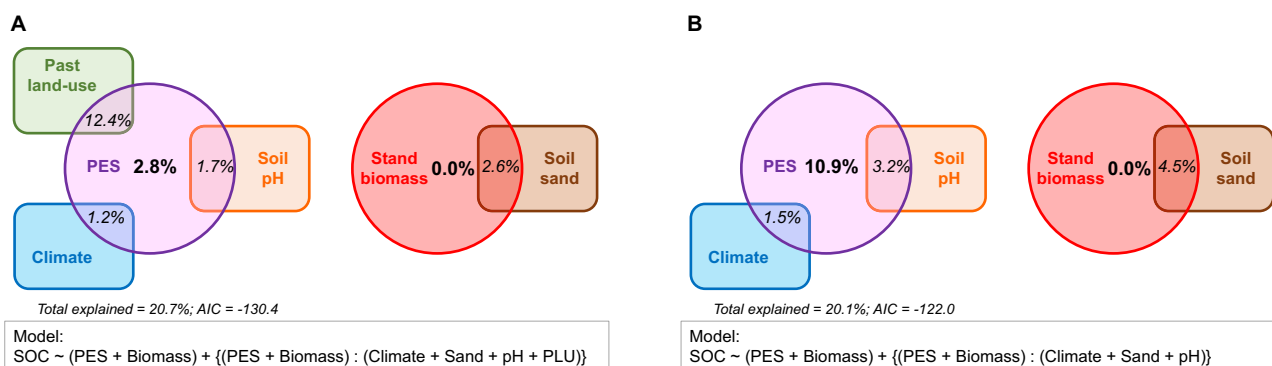 A
Past
land-use
12.4%
PES 2.8%
1.7%
Soil
pH
1.2%
Climate
Stand
biomass
0.0%
2.6%
Soil
sand
Total explained = 20.7%; AIC = -130.4
Model:
SOC ~ (PES + Biomass) + {(PES + Biomass) : (Climate + Sand + pH + PLU)}
B
PES 10.9%
3.2%
Soil
pH
1.5%
Climate
Stand
biomass
0.0%
4.5%
Soil
sand
Total explained = 20.1%; AIC = -122.0
Model:
SOC ~ (PES + Biomass) + {(PES + Biomass) : (Climate + Sand + pH)}